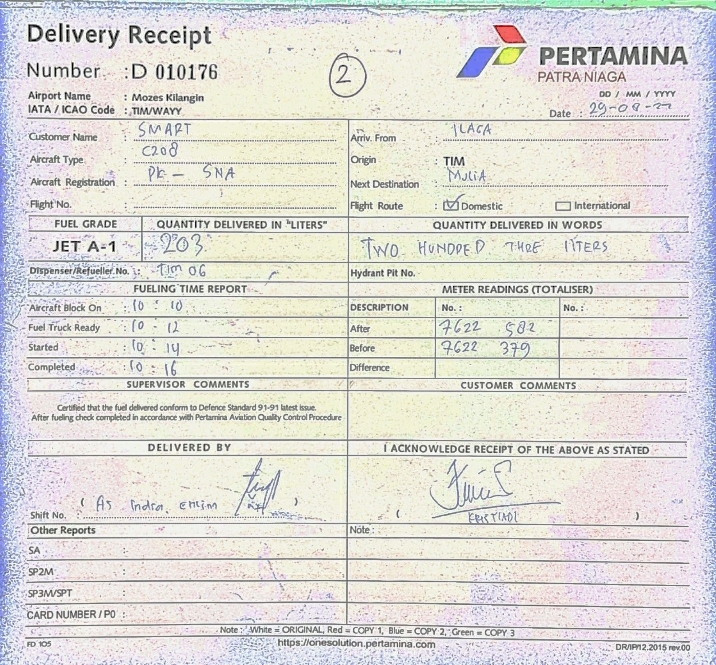 Delivery Receipt
PERTAMINA
PATRA NIAGA
Number : D 010176
2
Airport Name : Mozes Kilangin
IATA / ICAO Code : TIM/WAYY
DD / MM / YYYY
Date :
Customer Name : SMART
Arriv. From : ILAGA
Aircraft Type : C208
Origin : TIM
Aircraft Registration : PK - SNA
Next Destination : MULIA
Flight No. :
Flight Route : Domestic International
FUEL GRADE QUANTITY DELIVERED IN "LITERS" QUANTITY DELIVERED IN WORDS
JET A-1 203 TWO HUNDDED THRE LITERS
Dispenser/Refueller No. : TIM 06 Hydrant Pit No. :
FUELING TIME REPORT METER READINGS (TOTALISER)
Aircraft Block On : 10 : 10 DESCRIPTION No. : No. :
Fuel Truck Ready : 10 - 12 After 7622 582
Started : 10 : 14 Before 7622 379
Completed : 10 : 16 Difference
SUPERVISOR COMMENTS CUSTOMER COMMENTS
Certified that the fuel delivered conform to Defence Standard 91-91 latest issue.
After fueling check completed in accordance with Pertamina Aviation Quality Control Procedure
DELIVERED BY I ACKNOWLEDGE RECEIPT OF THE ABOVE AS STATED
Shift No. ( As Indra. )
( KRISTIADI )
Other Reports Note :
SA :
SP2M :
SP3M/SPT :
CARD NUMBER / PO :
Note : White = ORIGINAL, Red = COPY 1, Blue = COPY 2, Green = COPY 3
FD 105 https://onesolution.pertamina.com DR/IP/12.2015 rev.00